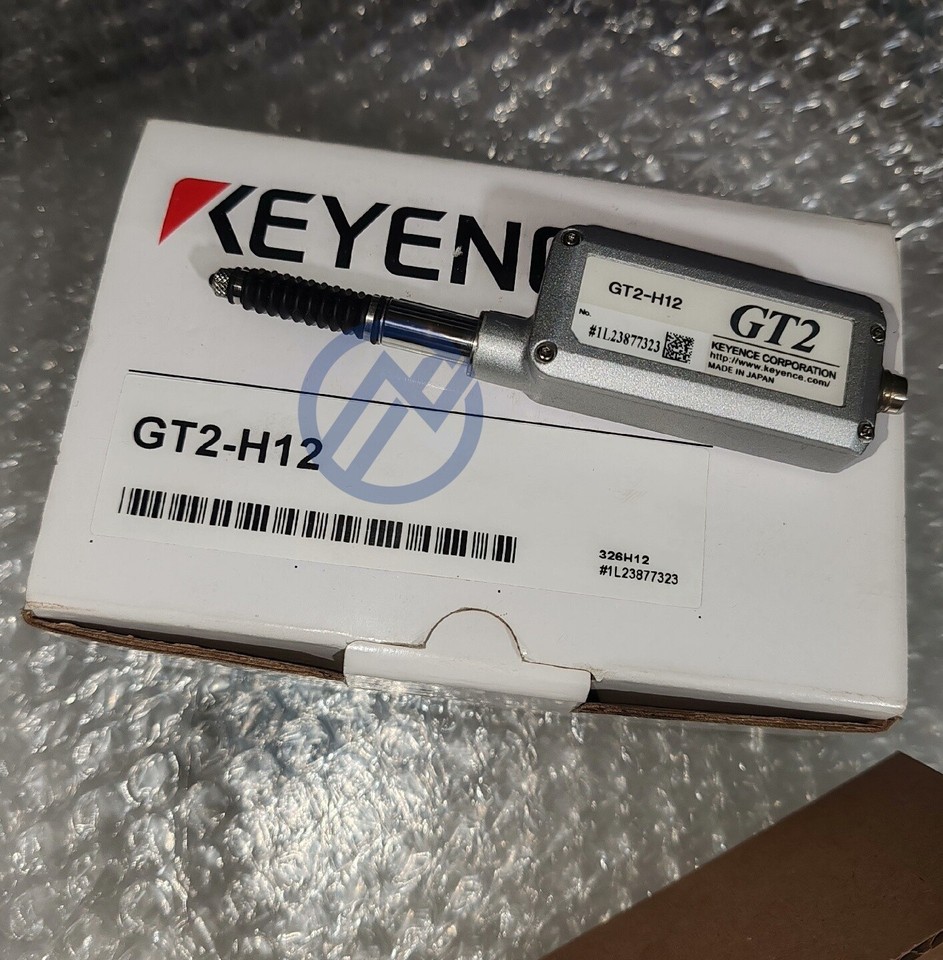 KEYENC
GT2-H12
No.
#1L23877323
GT2
KEYENCE CORPORATION
http://www.keyence.com/
MADE IN JAPAN
GT2-H12
326H12
#1L23877323